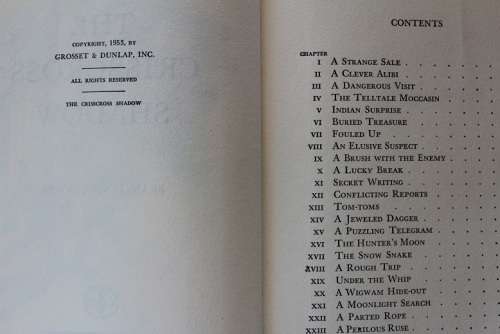 COPYRIGHT, 1953, BY
GROSSET & DUNLAP, INC.
ALL RIGHTS RESERVED
THE CRISSCROSS SHADOW
CONTENTS
CHAPTER
I A STRANGE SALE
II A CLEVER ALIBI
III A DANGEROUS VISIT
IV THE TELLTALE MOCCASIN
V INDIAN SURPRISE
VI BURIED TREASURE
VII FOULED UP
VIII AN ELUSIVE SUSPECT
IX A BRUSH WITH THE ENEMY
X A LUCKY BREAK
XI SECRET WRITING
XII CONFLICTING REPORTS
XIII TOM-TOMS
XIV A JEWELED DAGGER
XV A PUZZLING TELEGRAM
XVI THE HUNTER'S MOON
XVII THE SNOW SNAKE
XVIII A ROUGH TRIP
XIX UNDER THE WHIP
XX A WIGWAM HIDE-OUT
XXI A MOONLIGHT SEARCH
XXII A PARTED ROPE
XXIII A PERILOUS RUSE